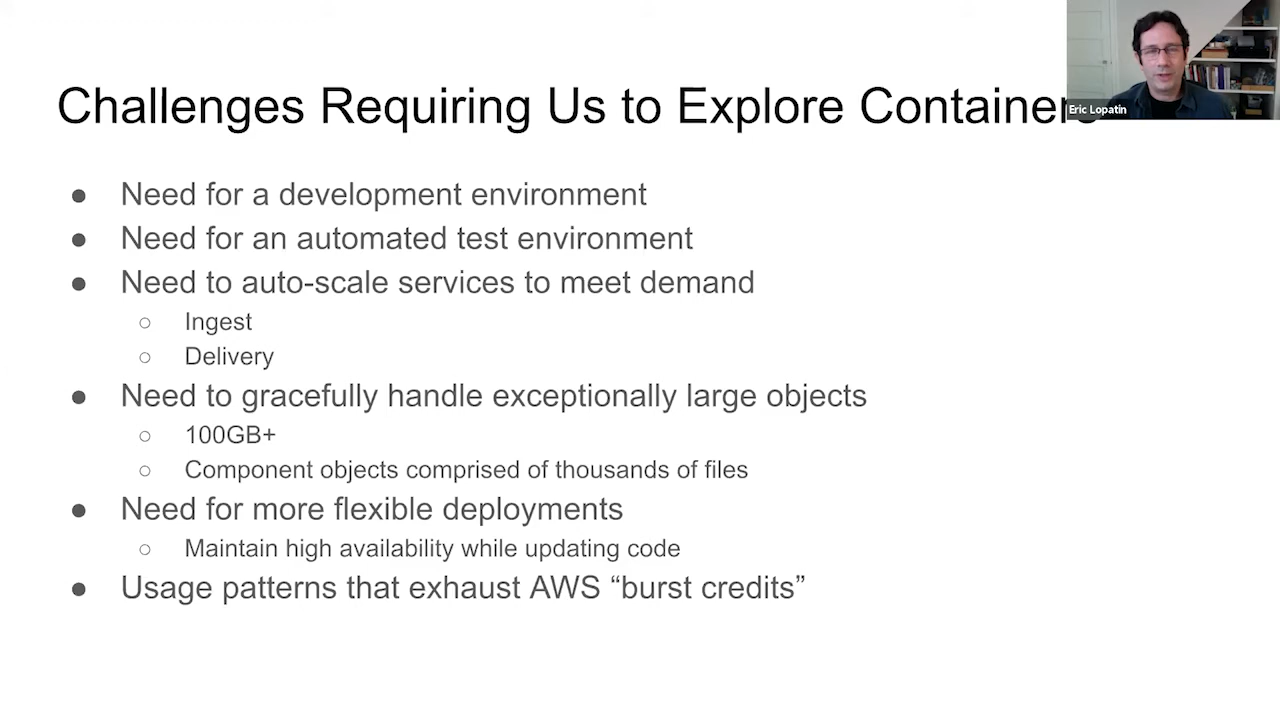 Challenges Requiring Us to Explore Containers
Eric Lopatin
● Need for a development environment
● Need for an automated test environment
● Need to auto-scale services to meet demand
○ Ingest
○ Delivery
● Need to gracefully handle exceptionally large objects
○ 100GB+
○ Component objects comprised of thousands of files
● Need for more flexible deployments
○ Maintain high availability while updating code
● Usage patterns that exhaust AWS “burst credits”